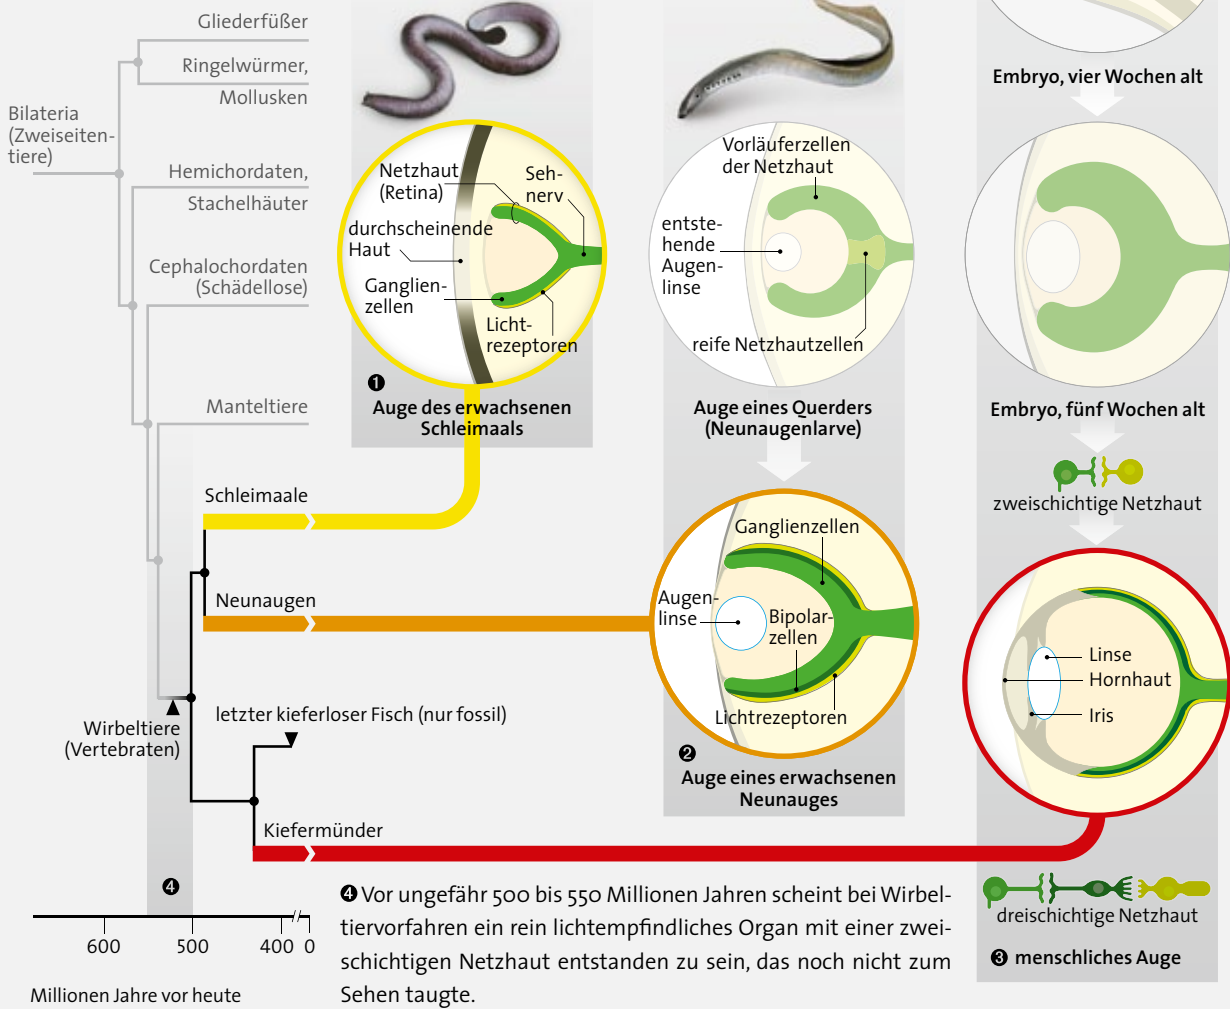 Gliederfüßer
Ringelwürmer,
Mollusken
Bilateria
(Zweiseiten-
tiere)
Hemichordaten,
Stachelhäuter
Cephalochordaten
(Schädellose)
Manteltiere
Schleimaale
Neunaugen
Wirbeltiere
(Vertebraten)
letzter kieferloser Fisch (nur fossil)
Kiefermünder
❹
600
500
400
0
Millionen Jahre vor heute
Netzhaut
(Retina)
Seh-
nerv
durchscheinende
Haut
Ganglien-
zellen
Licht-
rezeptoren
❶
Auge des erwachsenen
Schleimaals
Vorläuferzellen
der Netzhaut
entste-
hende
Augen-
linse
reife Netzhautzellen
Auge eines Querders
(Neunaugenlarve)
Ganglienzellen
Augen-
linse
Bipolar-
zellen
Lichtrezeptoren
❷
Auge eines erwachsenen
Neunauges
Embryo, vier Wochen alt
Embryo, fünf Wochen alt
zweischichtige Netzhaut
Linse
Hornhaut
Iris
dreischichtige Netzhaut
❸ menschliches Auge
❹ Vor ungefähr 500 bis 550 Millionen Jahren scheint bei Wirbel-
tiervorfahren ein rein lichtempfindliches Organ mit einer zwei-
schichtigen Netzhaut entstanden zu sein, das noch nicht zum
Sehen taugte.